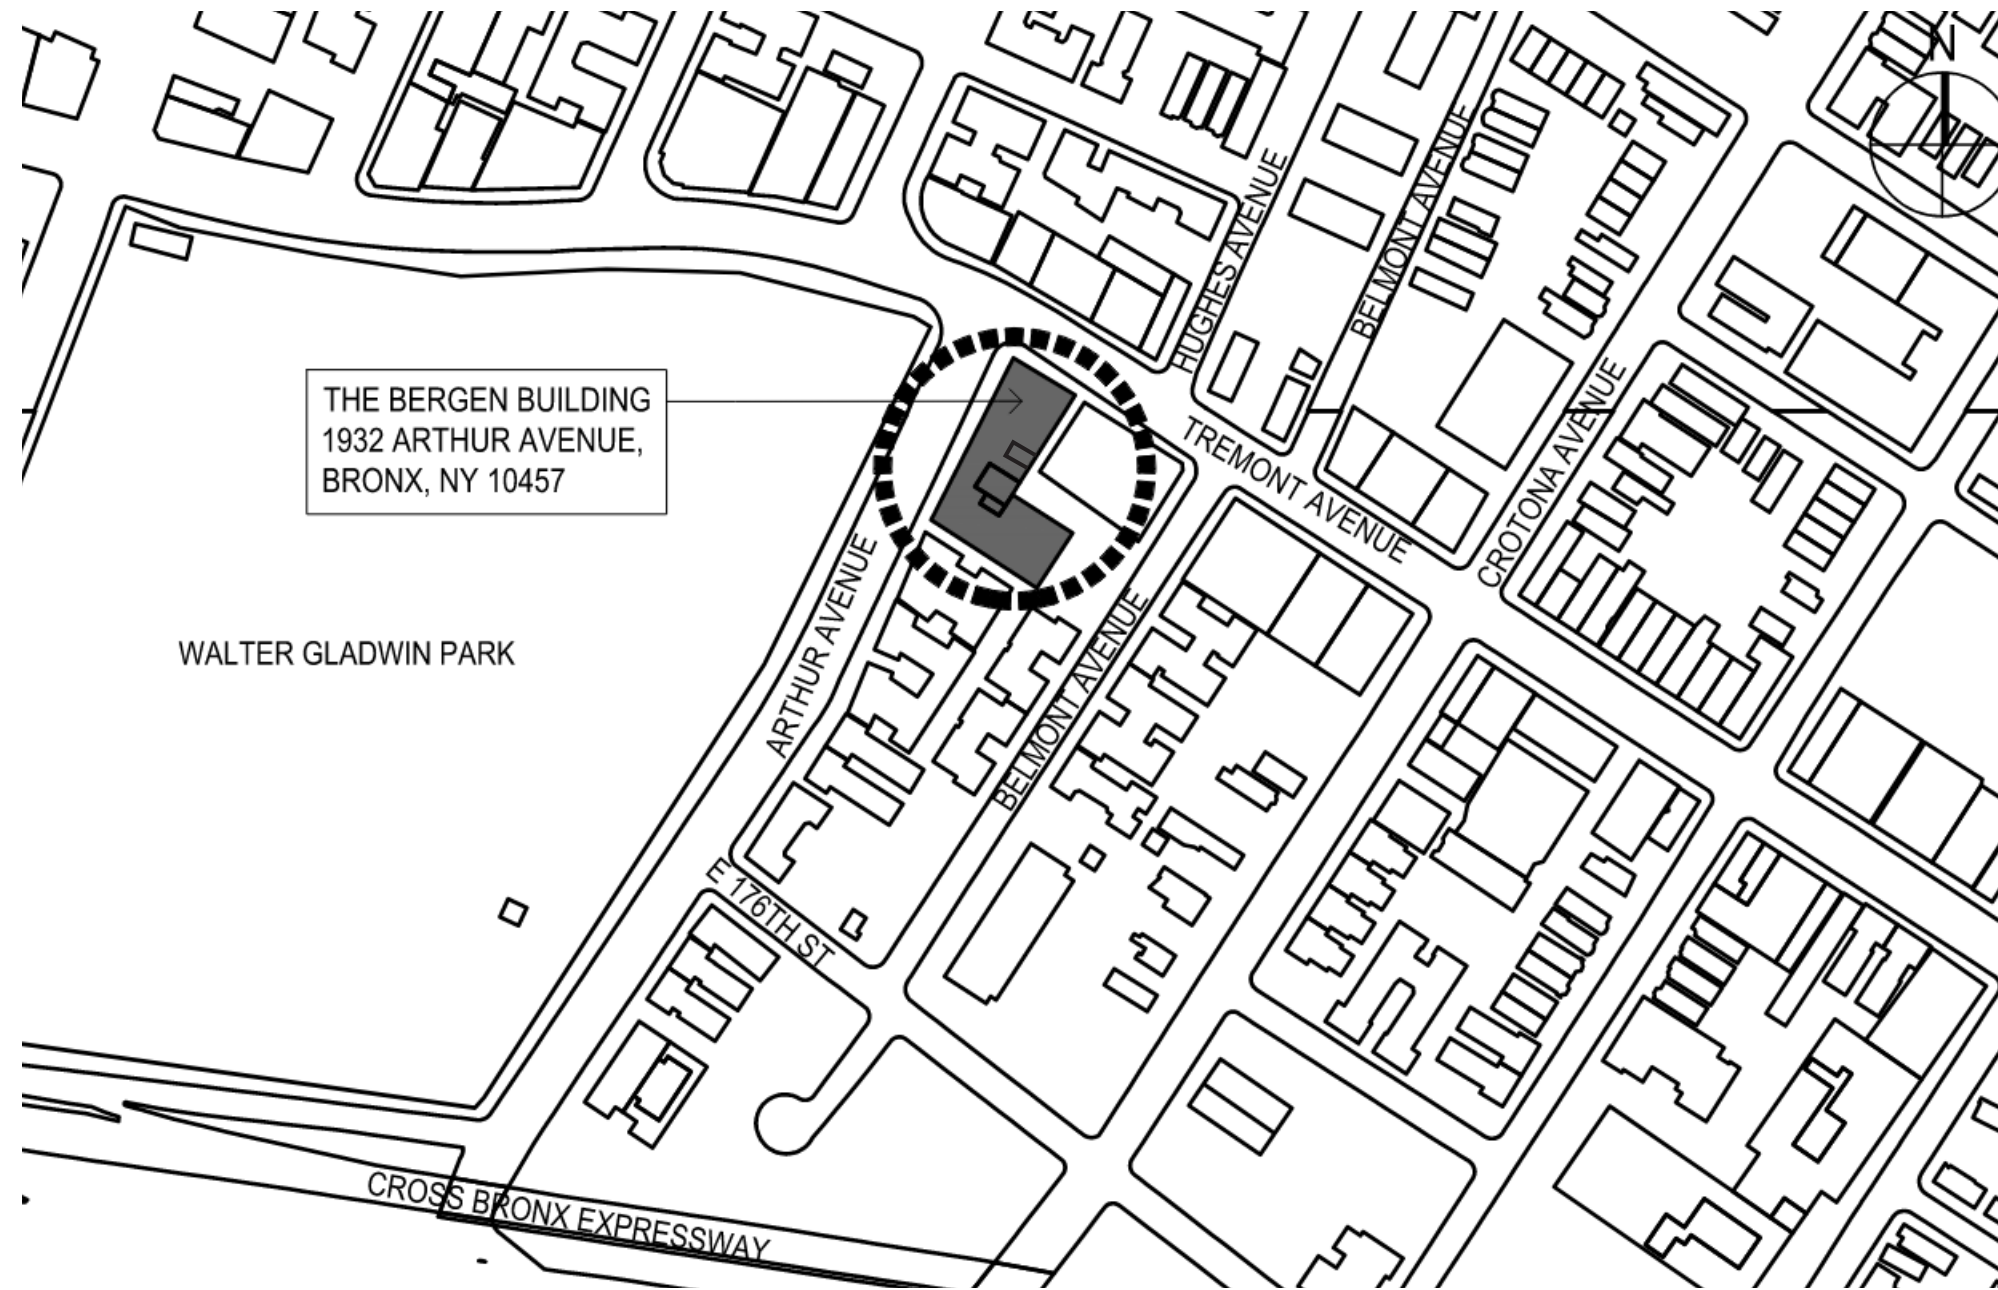 N
HUGHES AVENUE
BELMONT AVENUE
THE BERGEN BUILDING
1932 ARTHUR AVENUE,
BRONX, NY 10457
TREMONT AVENUE
CROTONA AVENUE
ARTHUR AVENUE
BELMONT AVENUE
WALTER GLADWIN PARK
E 176TH ST
CROSS BRONX EXPRESSWAY